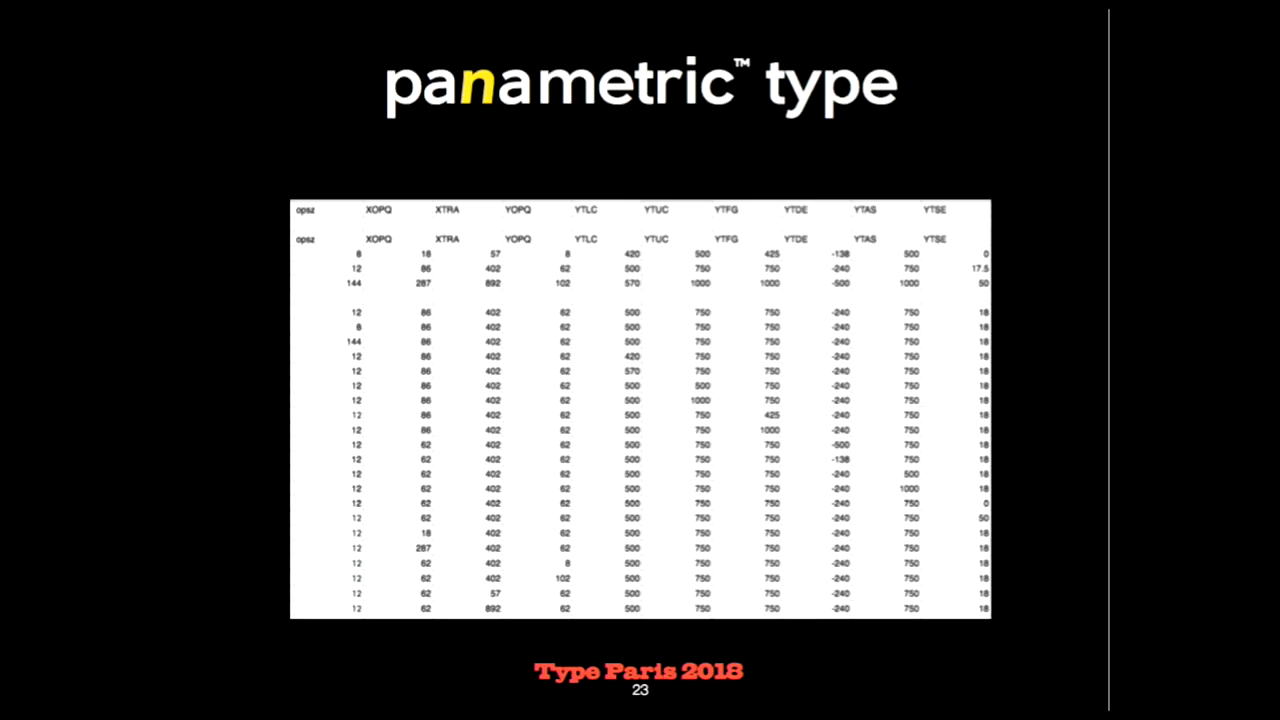 panametric™ type
opsz XOPQ XTRA YOPQ YTLC YTUC YTFG YTDE YTAS YTSE
opsz XOPQ XTRA YOPQ YTLC YTUC YTFG YTDE YTAS YTSE
8 18 57 8 420 500 425 -138 500 0
12 86 402 62 500 750 750 -240 750 17.5
144 287 892 102 570 1000 1000 -500 1000 50
12 86 402 62 500 750 750 -240 750 18
8 86 402 62 500 750 750 -240 750 18
144 86 402 62 500 750 750 -240 750 18
12 86 402 62 420 750 750 -240 750 18
12 86 402 62 570 750 750 -240 750 18
12 86 402 62 500 500 750 -240 750 18
12 86 402 62 500 1000 750 -240 750 18
12 86 402 62 500 750 425 -240 750 18
12 86 402 62 500 750 1000 -240 750 18
12 62 402 62 500 750 750 -500 750 18
12 62 402 62 500 750 750 -138 750 18
12 62 402 62 500 750 750 -240 500 18
12 62 402 62 500 750 750 -240 1000 18
12 62 402 62 500 750 750 -240 750 0
12 62 402 62 500 750 750 -240 750 50
12 18 402 62 500 750 750 -240 750 18
12 287 402 62 500 750 750 -240 750 18
12 62 402 8 500 750 750 -240 750 18
12 62 402 102 500 750 750 -240 750 18
12 62 57 62 500 750 750 -240 750 18
12 62 892 62 500 750 750 -240 750 18
Type Paris 2018
23